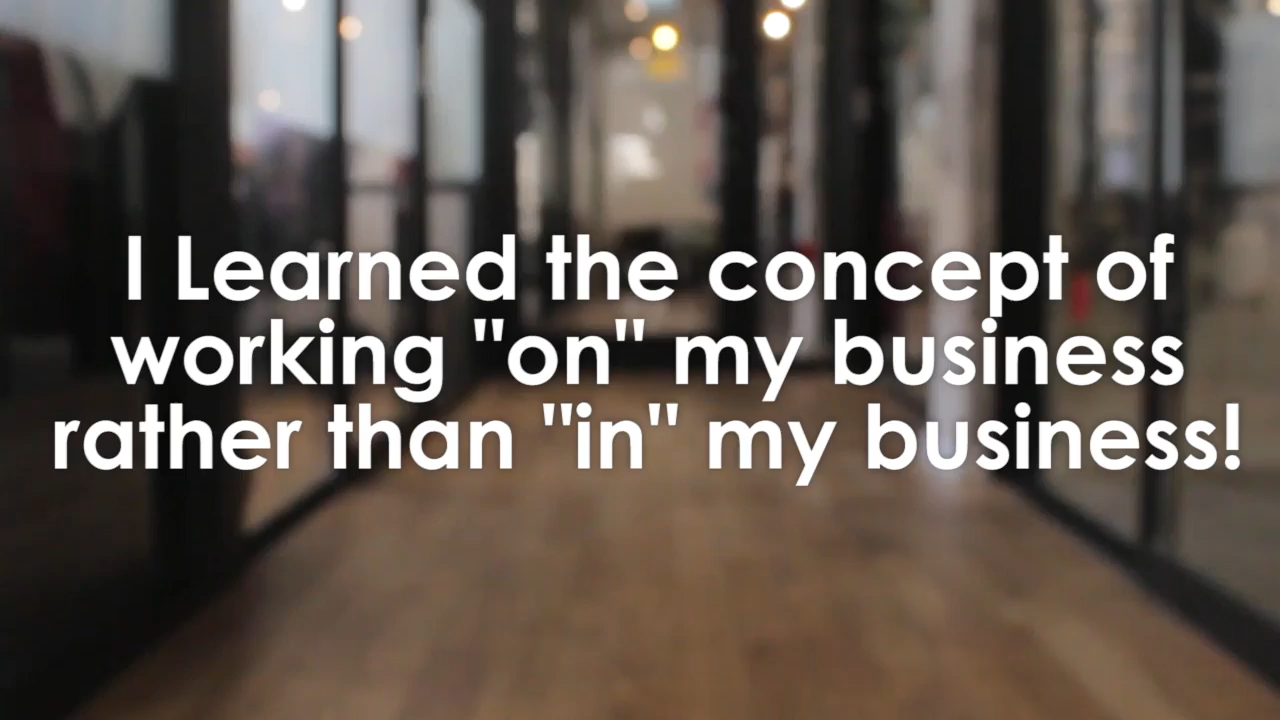 I Learned the concept of
working "on" my business
rather than "in" my business!